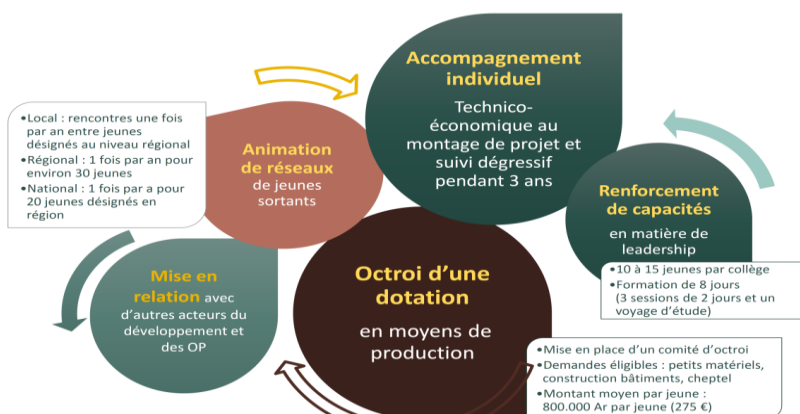 Accompagnement
individuel
Technico-
économique au
montage de projet et
suivi dégressif
pendant 3 ans
•Local : rencontres une fois
par an entre jeunes
désignés au niveau régional
•Régional : 1 fois par an pour
environ 30 jeunes
•National : 1 fois par a pour
20 jeunes désignés en
région
Animation
de réseaux
de jeunes
sortants
Renforcement
de capacités
en matière de
leadership
•10 à 15 jeunes par collège
•Formation de 8 jours
(3 sessions de 2 jours et un
voyage d’étude)
Mise en
relation avec
d’autres acteurs du
développement et
des OP
Octroi d’une
dotation
en moyens de
production
•Mise en place d’un comité d’octroi
•Demandes éligibles : petits matériels,
construction bâtiments, cheptel
•Montant moyen par jeune :
800.000 Ar par jeune (275 €)